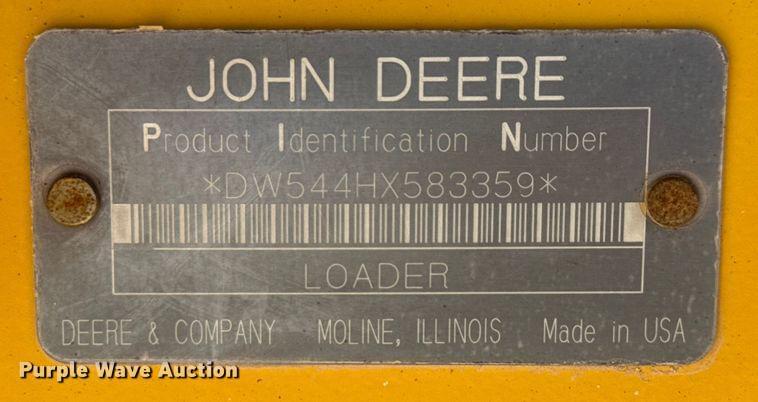 JOHN DEERE
Product Identification Number
*DW544HX583359*
LOADER
DEERE & COMPANY MOLINE, ILLINOIS Made in USA
Purple Wave Auction